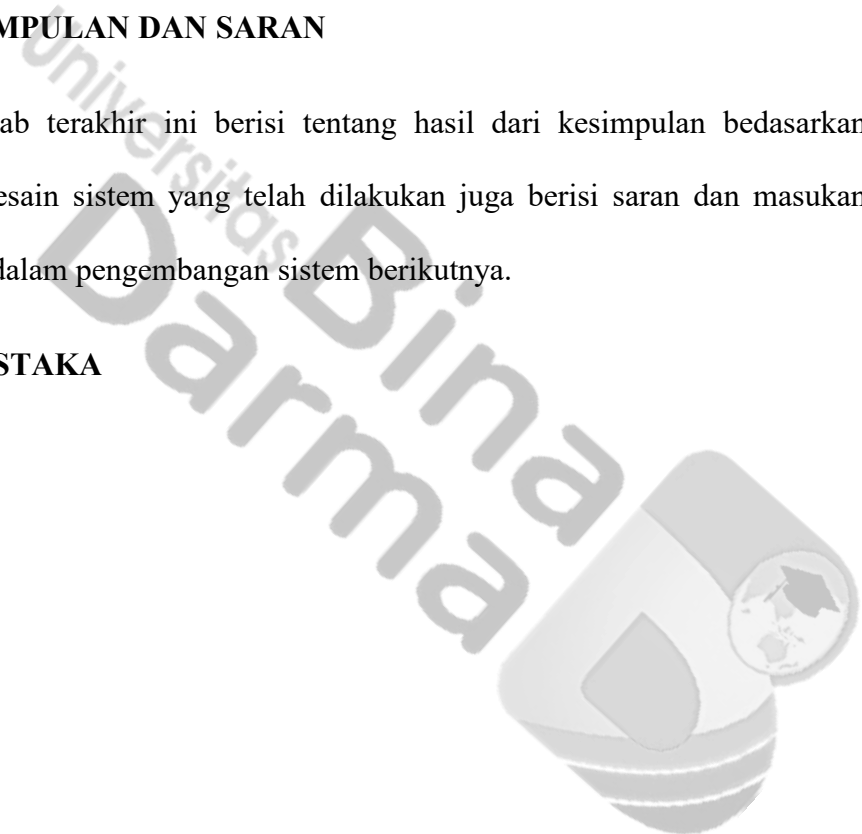 MPULAN DAN SARAN
ab terakhir ini berisi tentang hasil dari kesimpulan bedasarkan
esain sistem yang telah dilakukan juga berisi saran dan masukan
dalam pengembangan sistem berikutnya.
STAKA
Universitas
Bina
Darma